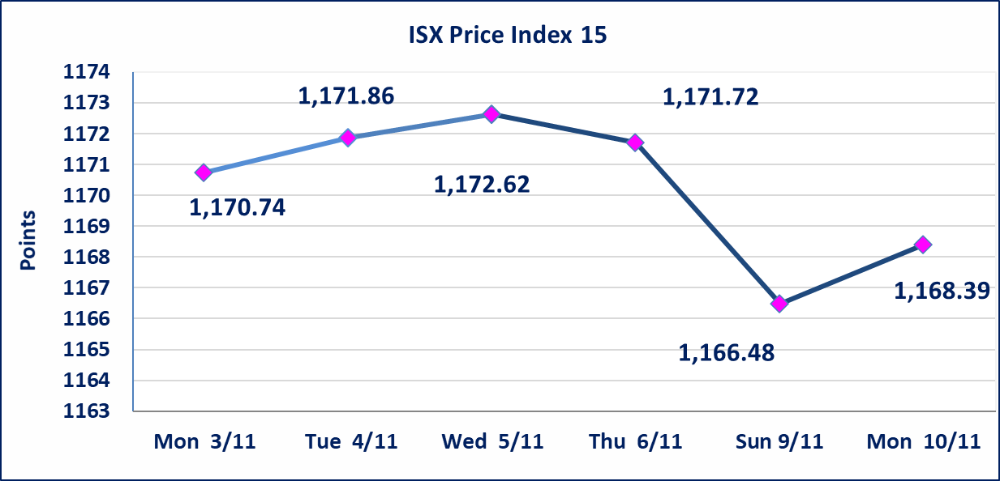 ISX Price Index 15
Points
1174
1173
1172
1171
1170
1169
1168
1167
1166
1165
1164
1163
1,170.74
1,171.86
1,172.62
1,171.72
1,166.48
1,168.39
Mon 3/11
Tue 4/11
Wed 5/11
Thu 6/11
Sun 9/11
Mon 10/11